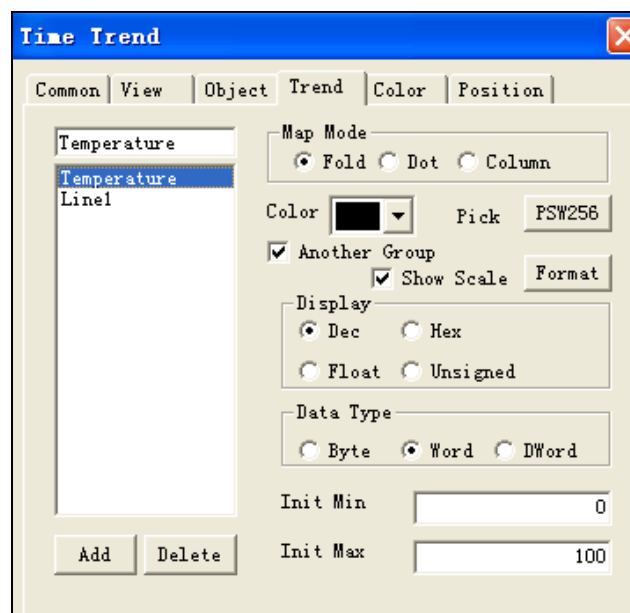 Time Trend
Common View Object Trend Color Position
Temperature
Temperature
Line1
Add Delete
Map Mode
Fold Dot Column
Color Pick PSW256
Another Group
Show Scale Format
Display
Dec Hex
Float Unsigned
Data Type
Byte Word DWord
Init Min 0
Init Max 100